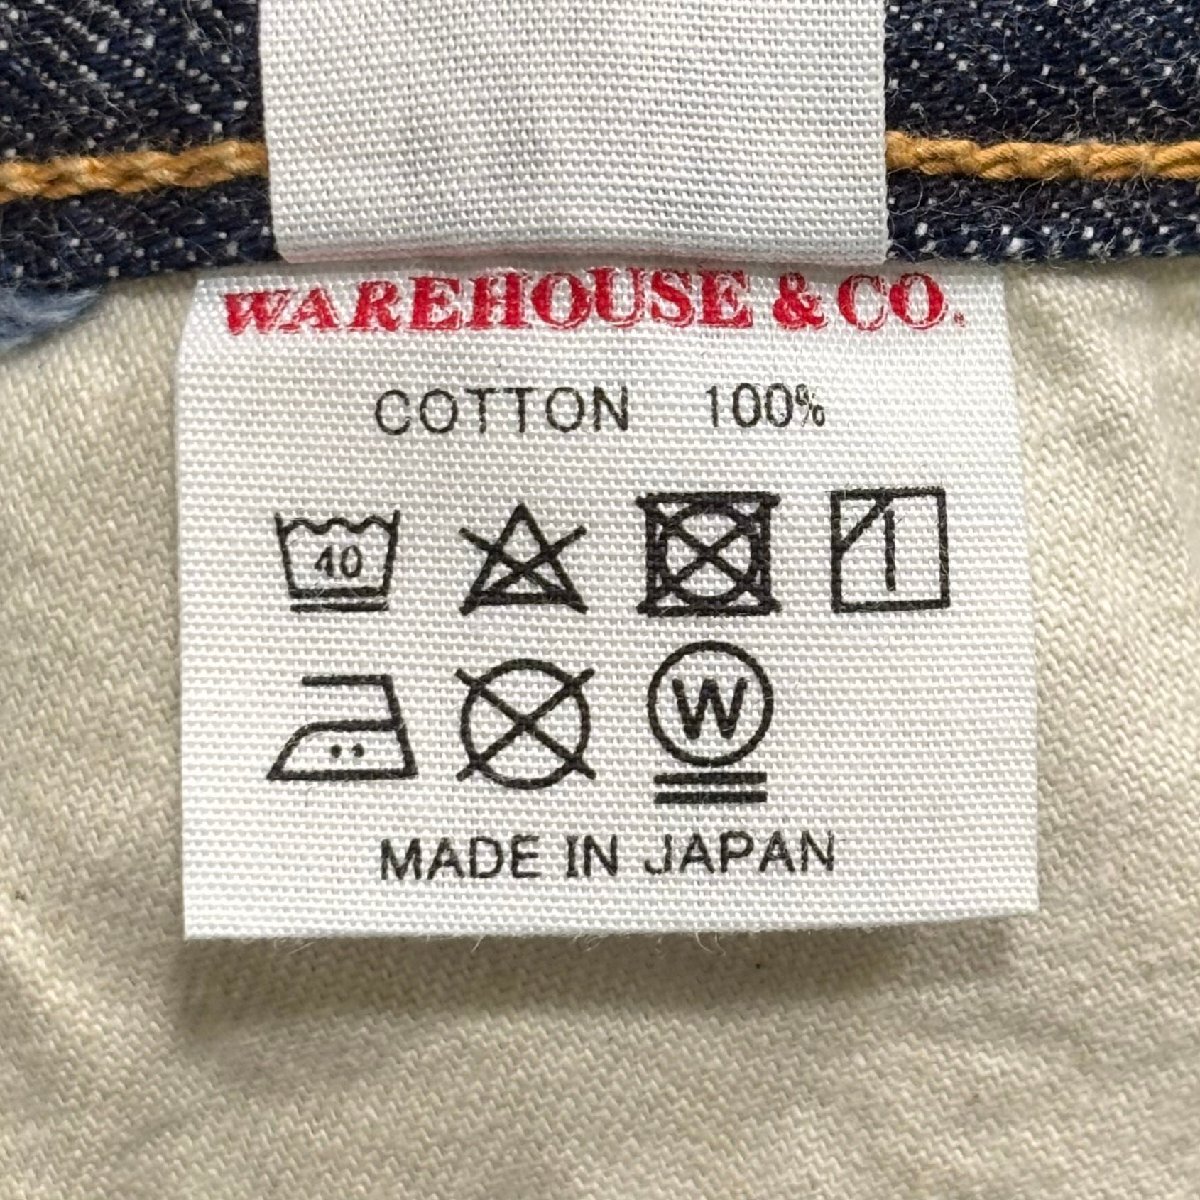 WAREHOUSE & CO.
COTTON 100%
40
W
MADE IN JAPAN